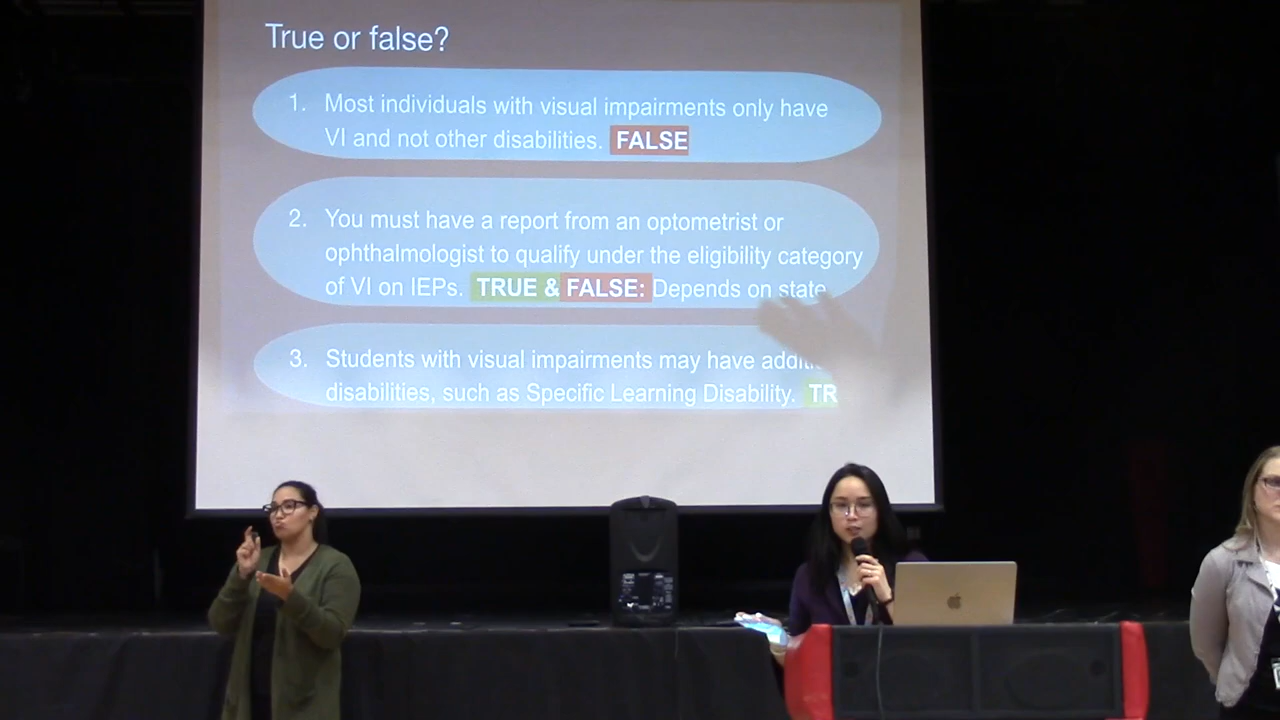 True or false?
1. Most individuals with visual impairments only have
VI and not other disabilities. FALSE
2. You must have a report from an optometrist or
ophthalmologist to qualify under the eligibility category
of VI on IEPs. TRUE & FALSE: Depends on state
3. Students with visual impairments may have additi
disabilities, such as Specific Learning Disability. TR